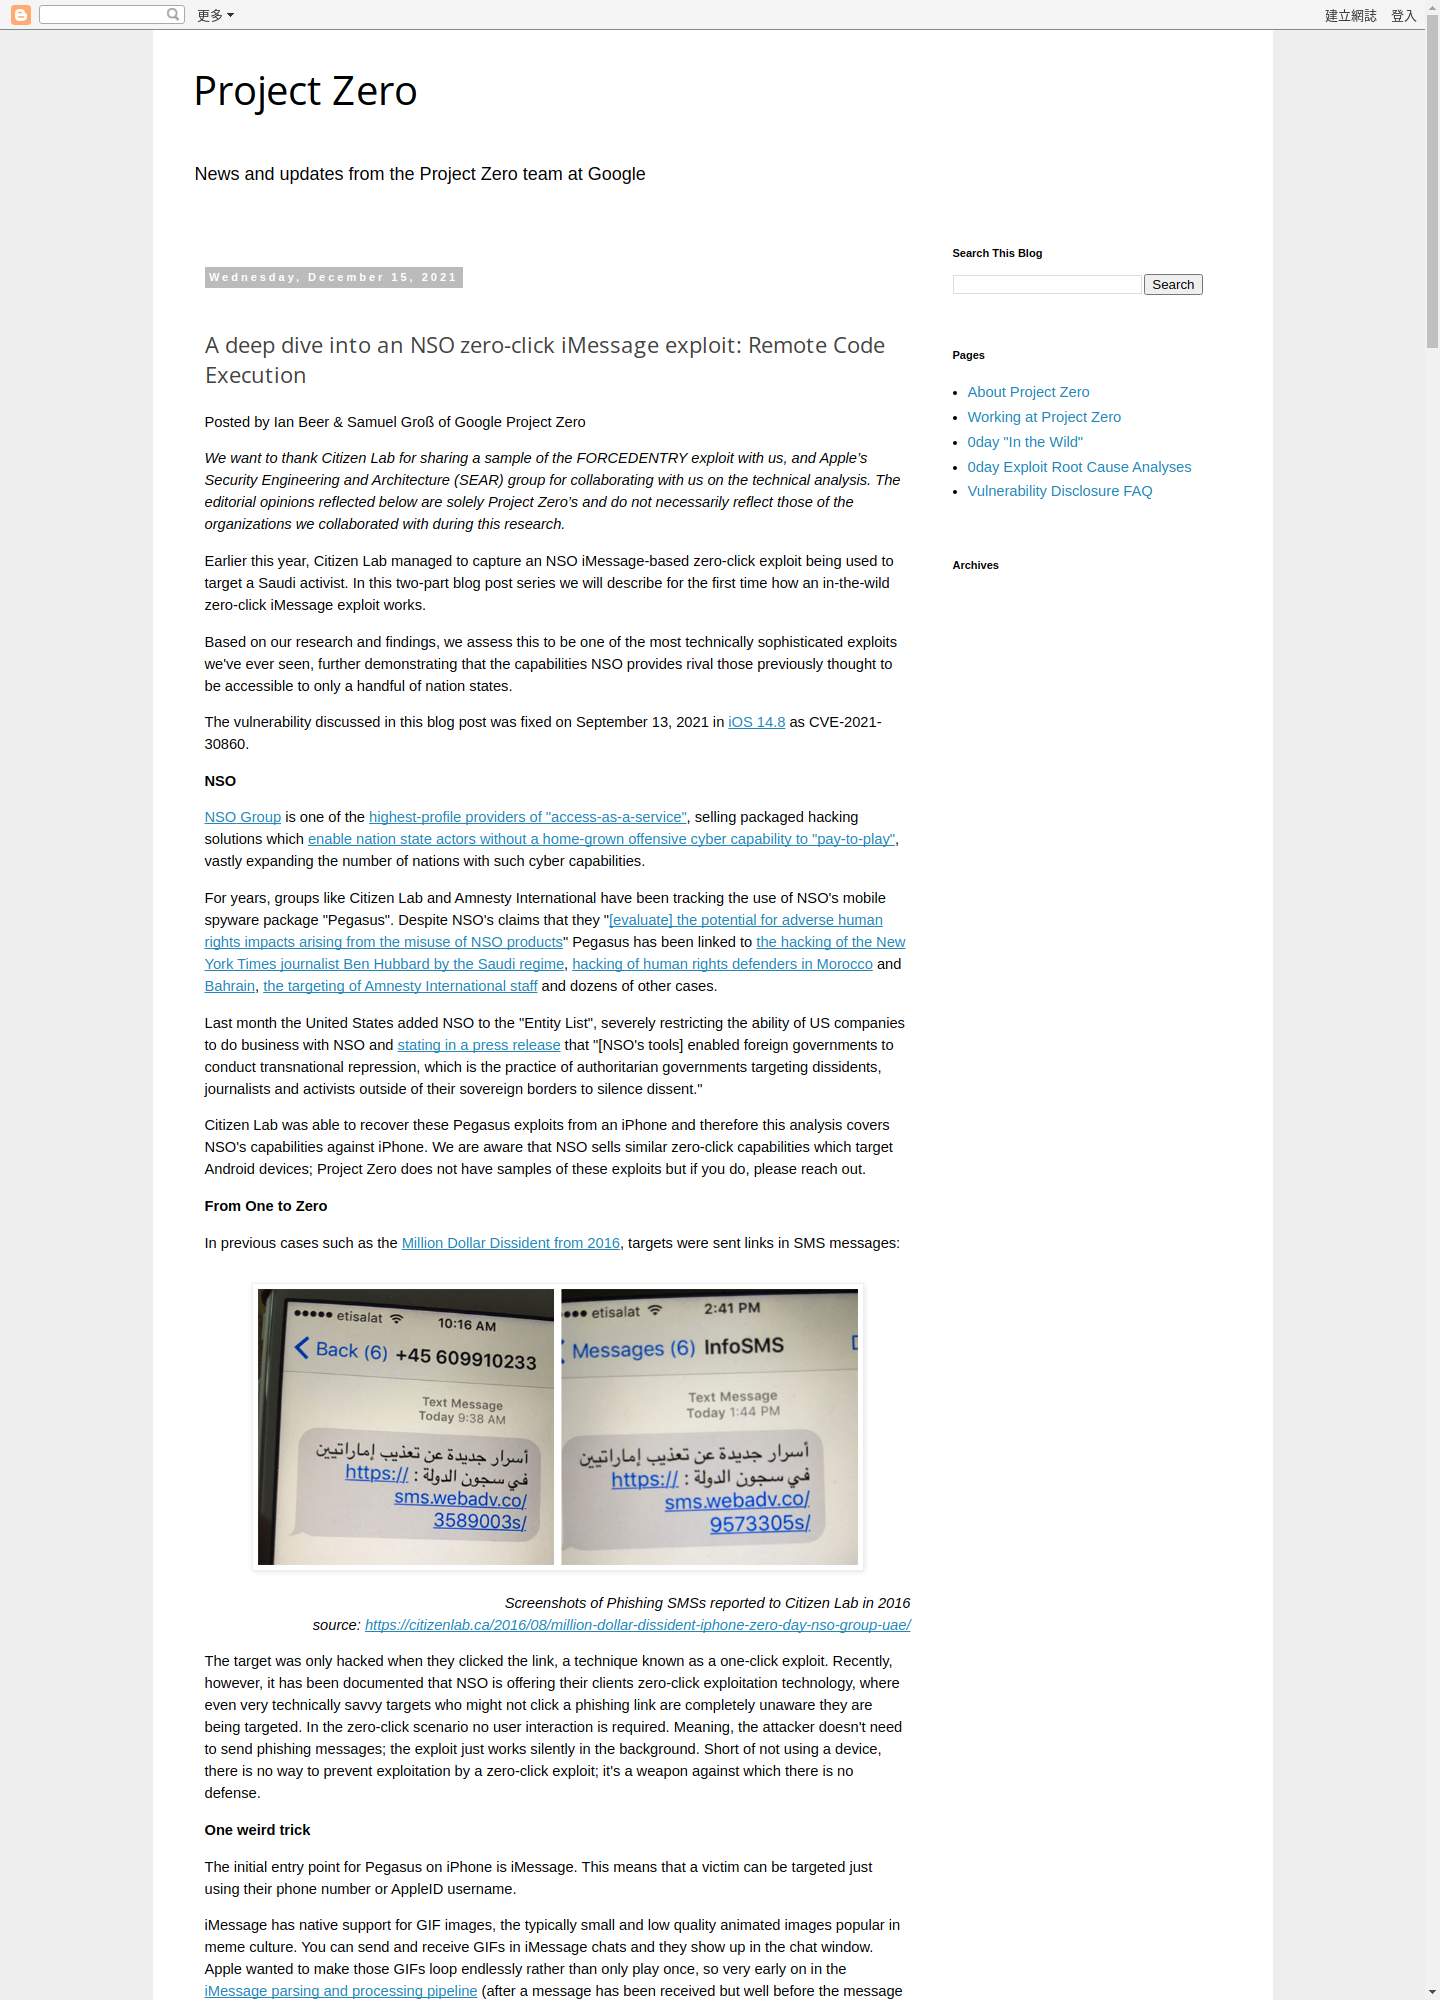 更多
建立網誌 登入
Project Zero
News and updates from the Project Zero team at Google
Wednesday, December 15, 2021
A deep dive into an NSO zero-click iMessage exploit: Remote Code
Execution
Posted by Ian Beer & Samuel Groß of Google Project Zero
We want to thank Citizen Lab for sharing a sample of the FORCEDENTRY exploit with us, and Apple’s
Security Engineering and Architecture (SEAR) group for collaborating with us on the technical analysis. The
editorial opinions reflected below are solely Project Zero’s and do not necessarily reflect those of the
organizations we collaborated with during this research.
Earlier this year, Citizen Lab managed to capture an NSO iMessage-based zero-click exploit being used to
target a Saudi activist. In this two-part blog post series we will describe for the first time how an in-the-wild
zero-click iMessage exploit works.
Based on our research and findings, we assess this to be one of the most technically sophisticated exploits
we've ever seen, further demonstrating that the capabilities NSO provides rival those previously thought to
be accessible to only a handful of nation states.
The vulnerability discussed in this blog post was fixed on September 13, 2021 in iOS 14.8 as CVE-2021-
30860.
NSO
NSO Group is one of the highest-profile providers of "access-as-a-service", selling packaged hacking
solutions which enable nation state actors without a home-grown offensive cyber capability to "pay-to-play",
vastly expanding the number of nations with such cyber capabilities.
For years, groups like Citizen Lab and Amnesty International have been tracking the use of NSO's mobile
spyware package "Pegasus". Despite NSO's claims that they "[evaluate] the potential for adverse human
rights impacts arising from the misuse of NSO products" Pegasus has been linked to the hacking of the New
York Times journalist Ben Hubbard by the Saudi regime, hacking of human rights defenders in Morocco and
Bahrain, the targeting of Amnesty International staff and dozens of other cases.
Last month the United States added NSO to the "Entity List", severely restricting the ability of US companies
to do business with NSO and stating in a press release that "[NSO's tools] enabled foreign governments to
conduct transnational repression, which is the practice of authoritarian governments targeting dissidents,
journalists and activists outside of their sovereign borders to silence dissent."
Citizen Lab was able to recover these Pegasus exploits from an iPhone and therefore this analysis covers
NSO's capabilities against iPhone. We are aware that NSO sells similar zero-click capabilities which target
Android devices; Project Zero does not have samples of these exploits but if you do, please reach out.
From One to Zero
In previous cases such as the Million Dollar Dissident from 2016, targets were sent links in SMS messages:
etisalat 10:16 AM
Back (6) +45 609910233
Text Message
Today 9:38 AM
أسرار جديدة عن تعذيب إماراتيين
في سجون الدولة : https://
sms.webadv.co/
3589003s/
etisalat 2:41 PM
Messages (6) InfoSMS
Text Message
Today 1:44 PM
أسرار جديدة عن تعذيب إماراتيين
في سجون الدولة : https://
sms.webadv.co/
9573305s/
Screenshots of Phishing SMSs reported to Citizen Lab in 2016
source: https://citizenlab.ca/2016/08/million-dollar-dissident-iphone-zero-day-nso-group-uae/
The target was only hacked when they clicked the link, a technique known as a one-click exploit. Recently,
however, it has been documented that NSO is offering their clients zero-click exploitation technology, where
even very technically savvy targets who might not click a phishing link are completely unaware they are
being targeted. In the zero-click scenario no user interaction is required. Meaning, the attacker doesn't need
to send phishing messages; the exploit just works silently in the background. Short of not using a device,
there is no way to prevent exploitation by a zero-click exploit; it's a weapon against which there is no
defense.
One weird trick
The initial entry point for Pegasus on iPhone is iMessage. This means that a victim can be targeted just
using their phone number or AppleID username.
iMessage has native support for GIF images, the typically small and low quality animated images popular in
meme culture. You can send and receive GIFs in iMessage chats and they show up in the chat window.
Apple wanted to make those GIFs loop endlessly rather than only play once, so very early on in the
iMessage parsing and processing pipeline (after a message has been received but well before the message
Search This Blog
Search
Pages
About Project Zero
Working at Project Zero
0day "In the Wild"
0day Exploit Root Cause Analyses
Vulnerability Disclosure FAQ
Archives